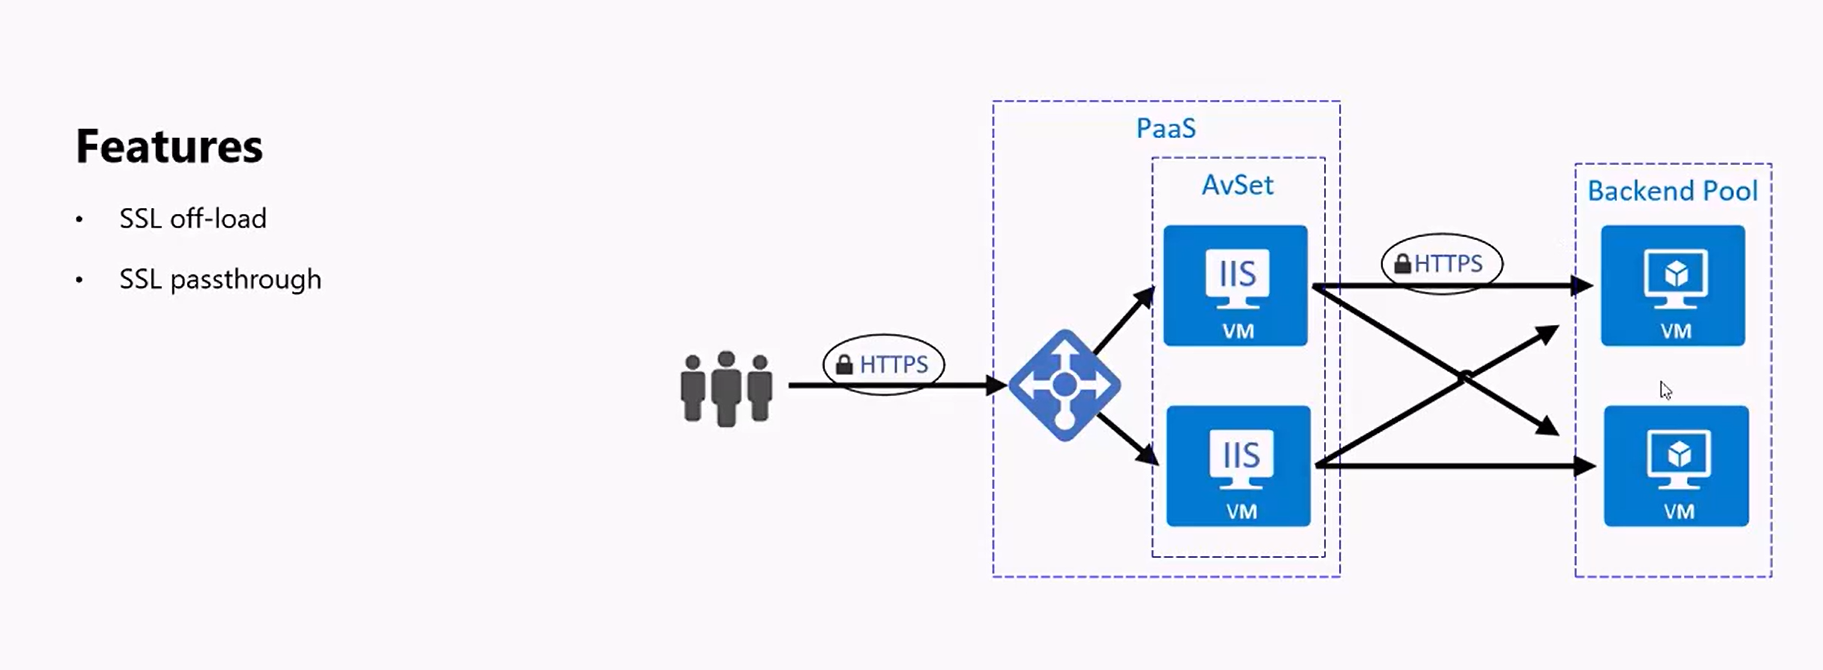 Features
• SSL off-load
• SSL passthrough
HTTPS
PaaS
AvSet
IIS
VM
IIS
VM
HTTPS
Backend Pool
VM
VM